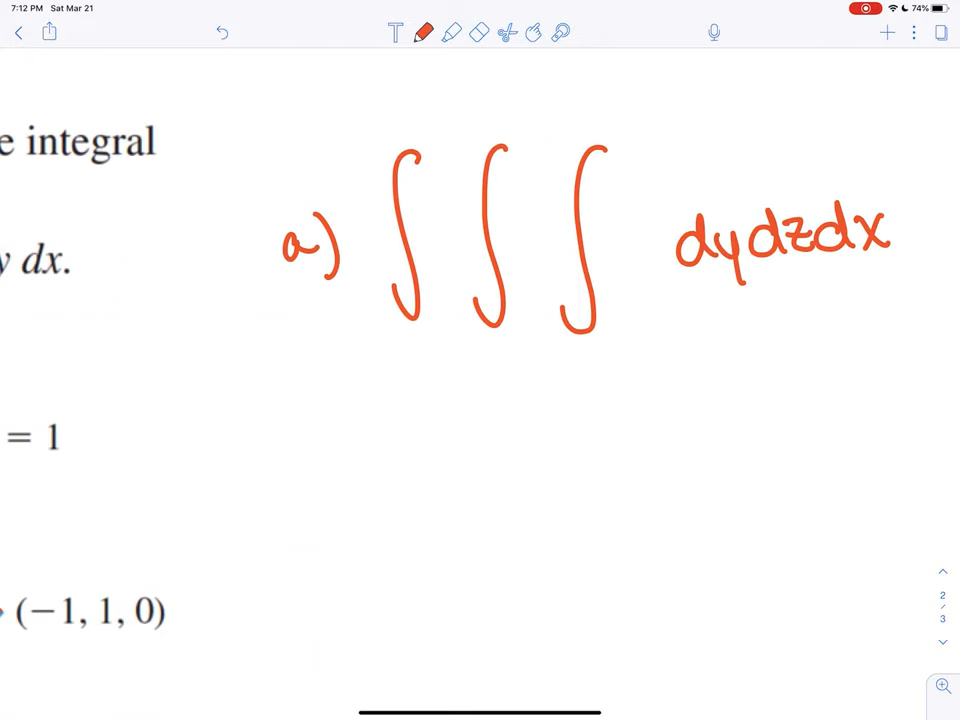 7:12 PM Sat Mar 21
74%
T
e integral
a) ∫ ∫ ∫ dydzdx
y dx.
= 1
(−1, 1, 0)
2
/
3